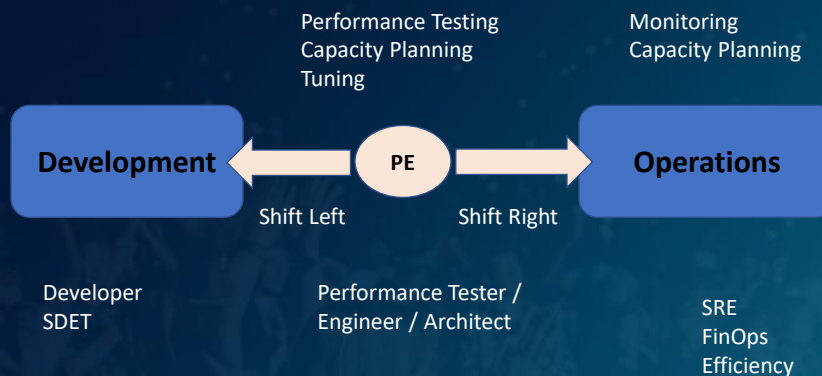 Performance Testing
Capacity Planning
Tuning
Monitoring
Capacity Planning
Development
PE
Operations
Shift Left
Shift Right
Developer
SDET
Performance Tester /
Engineer / Architect
SRE
FinOps
Efficiency